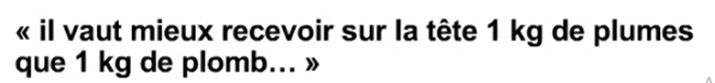 « il vaut mieux recevoir sur la tête 1 kg de plumes
que 1 kg de plomb... »